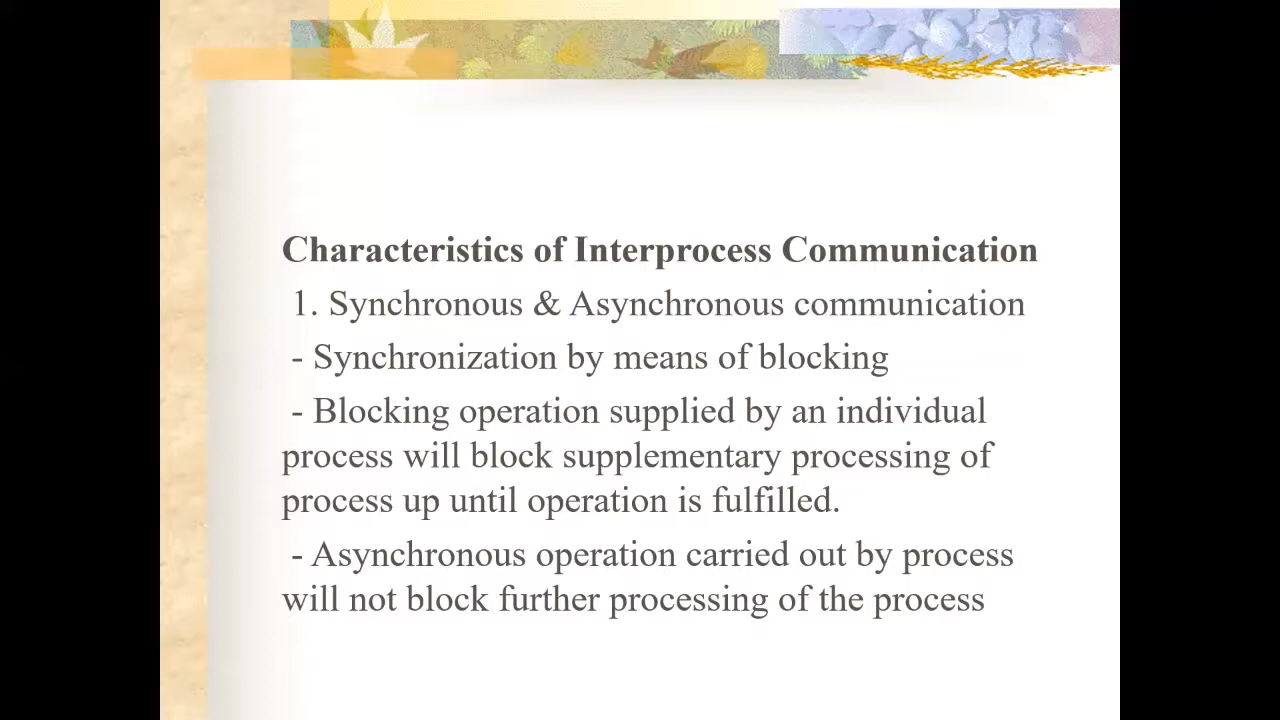 Characteristics of Interprocess Communication
1. Synchronous & Asynchronous communication
- Synchronization by means of blocking
- Blocking operation supplied by an individual
process will block supplementary processing of
process up until operation is fulfilled.
- Asynchronous operation carried out by process
will not block further processing of the process